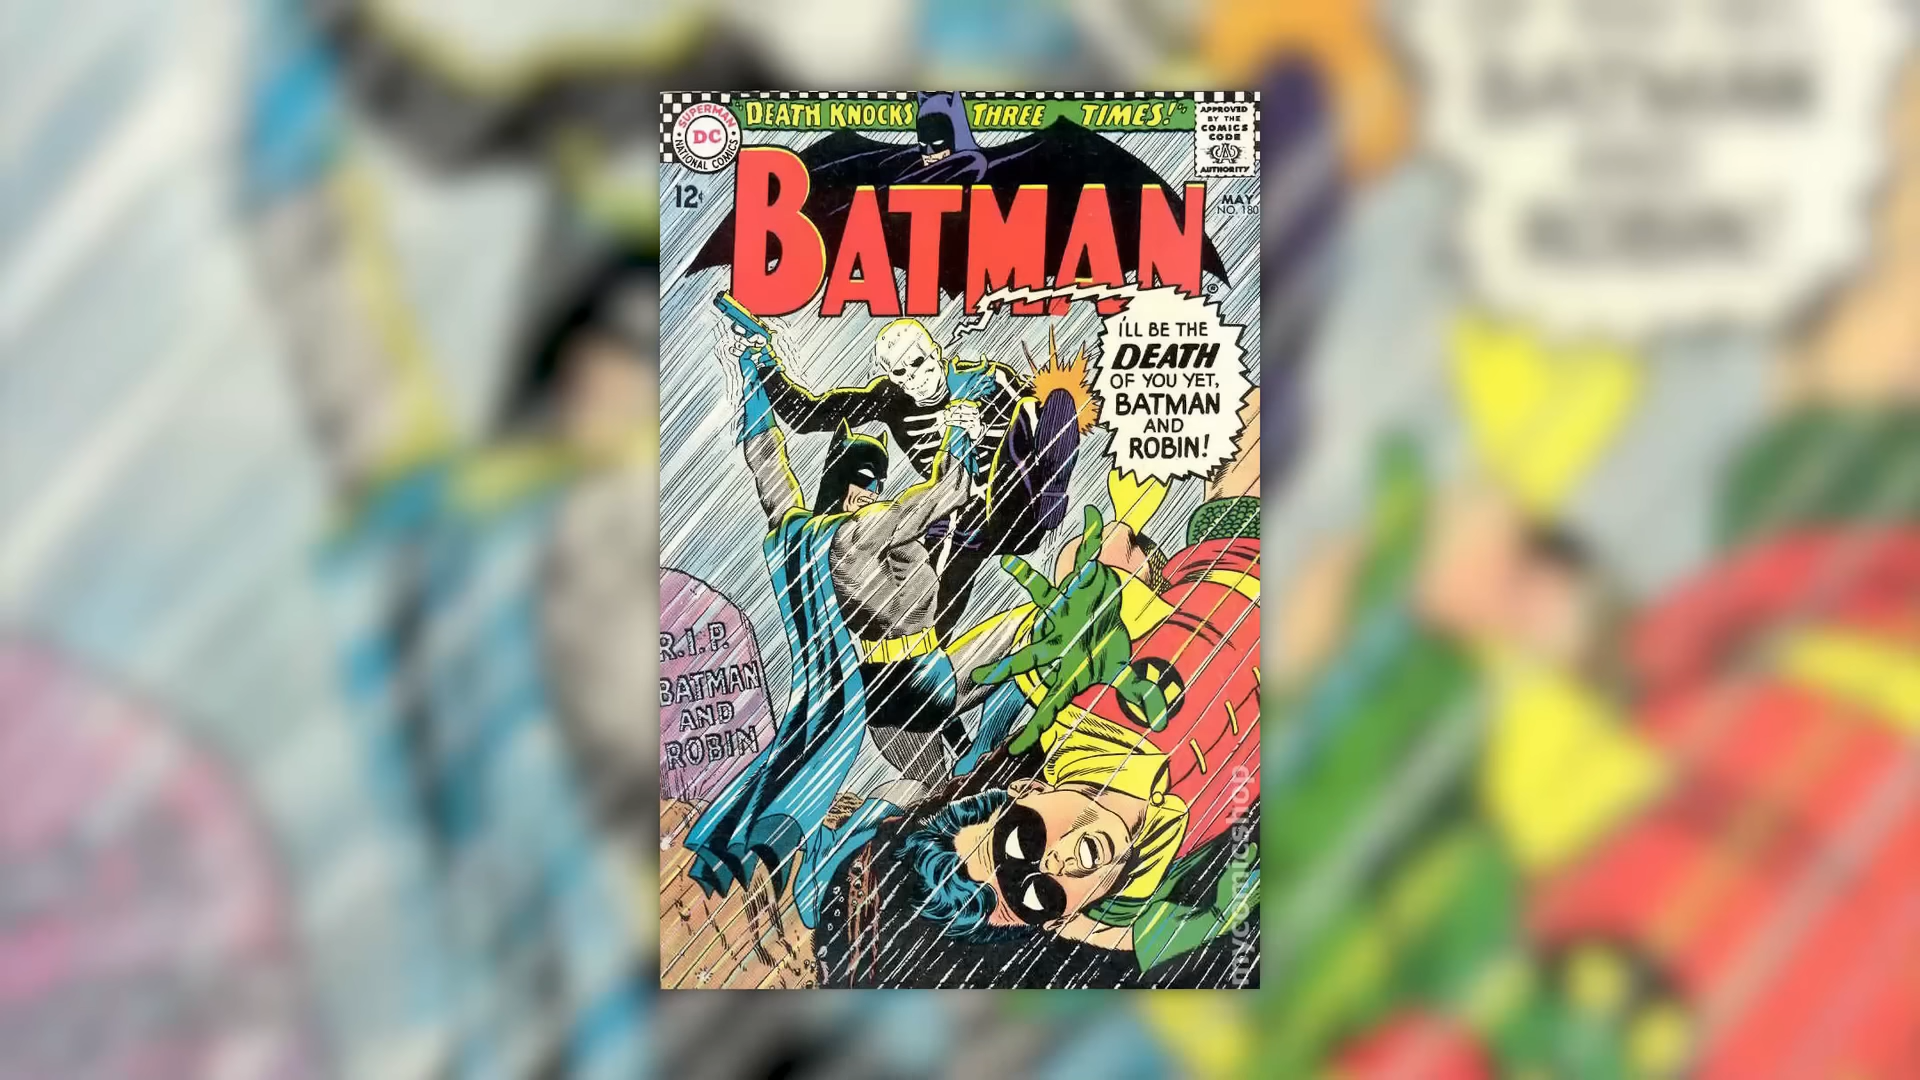 "DEATH KNOCKS THREE TIMES!"
SUPERMAN
DC
NATIONAL COMICS
APPROVED
BY THE
COMICS
CODE
AUTHORITY
12¢
BATMAN
®
MAY
NO. 180
I'LL BE THE
DEATH
OF YOU YET,
BATMAN
AND
ROBIN!
R.I.P.
BATMAN
AND
ROBIN
mycomicshop